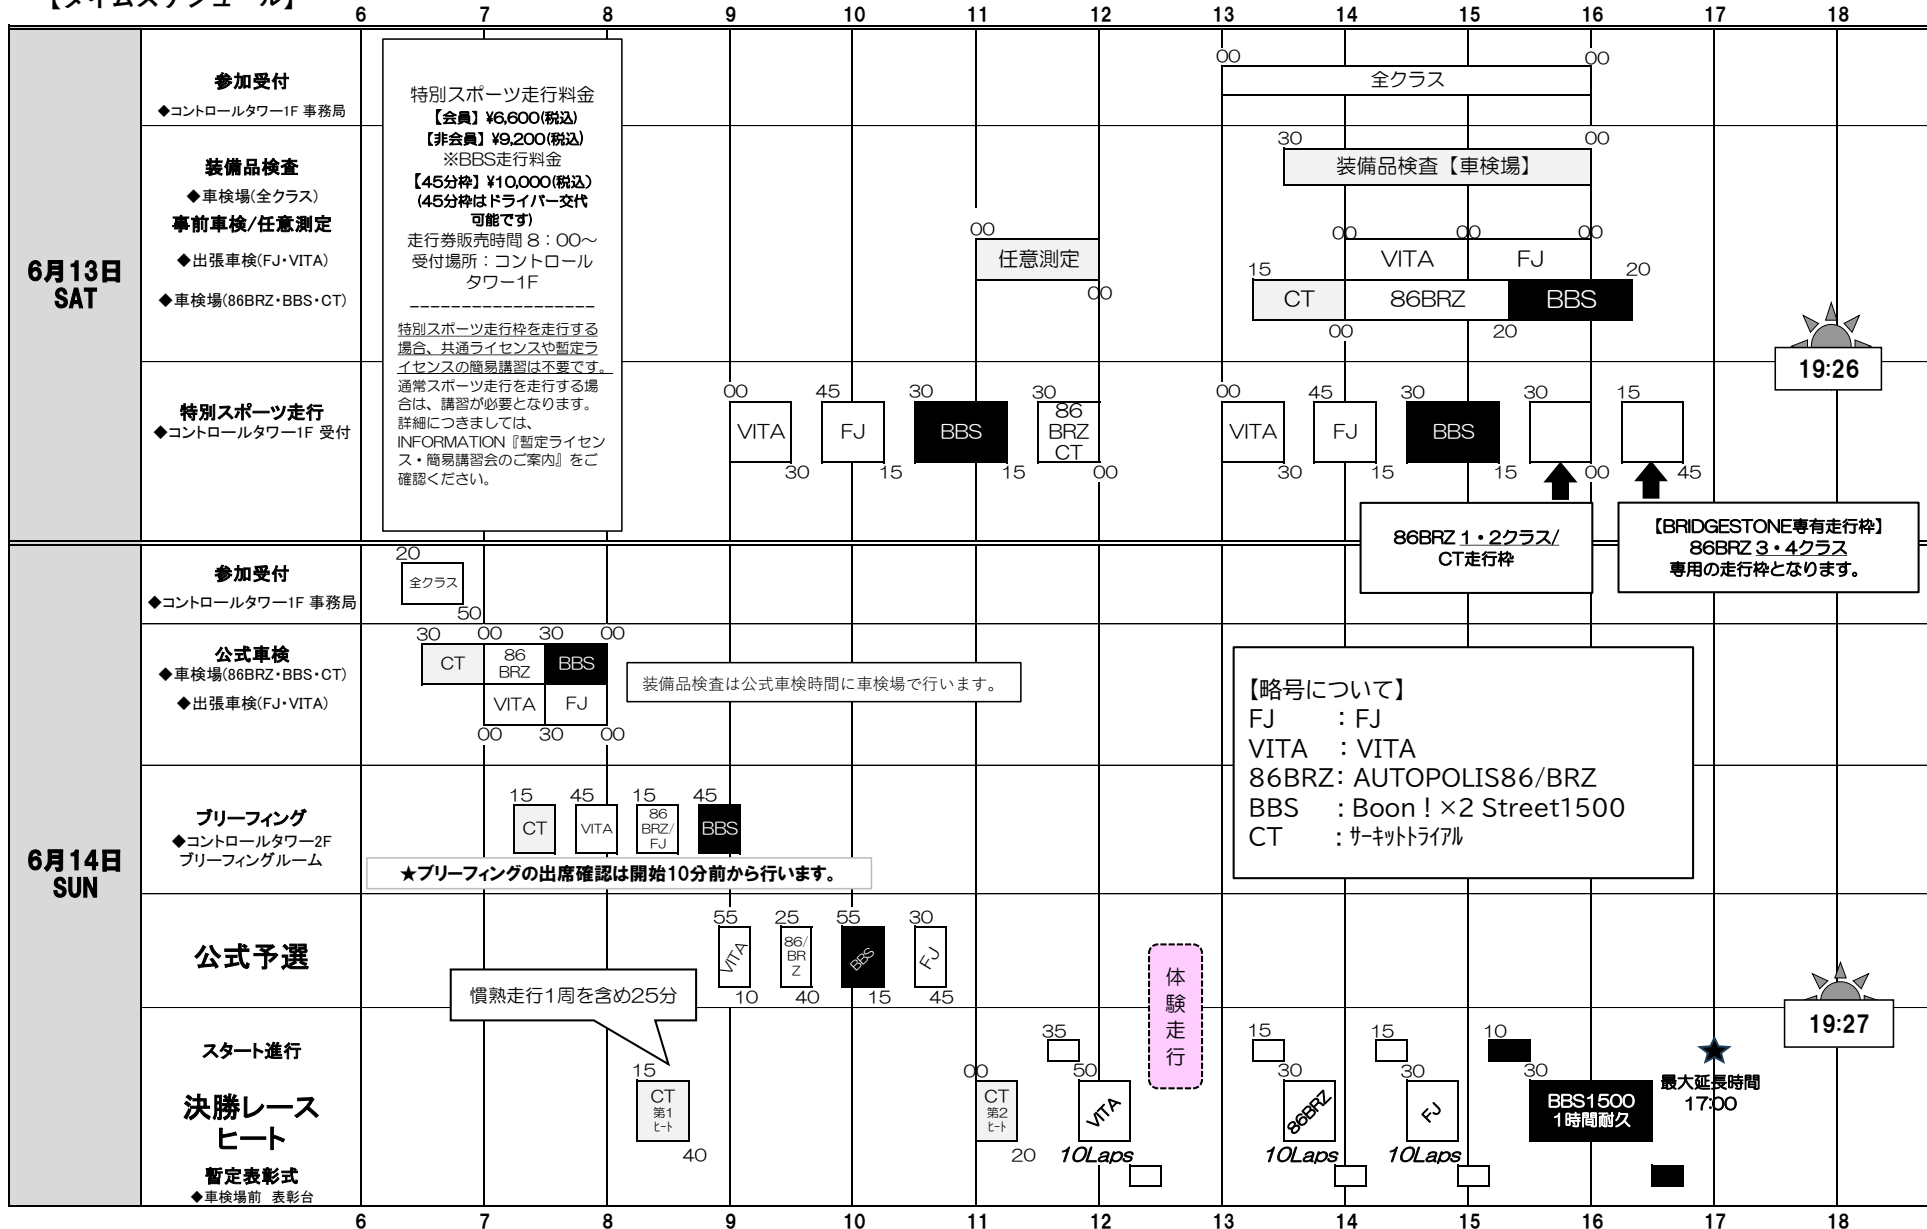 【タイムスケジュール】
6 7 8 9 10 11 12 13 14 15 16 17 18
6月13日
SAT
参加受付
◆コントロールタワー1F 事務局
00 00
全クラス
装備品検査
◆車検場(全クラス)
事前車検/任意測定
◆出張車検(FJ・VITA)
◆車検場(86BRZ・BBS・CT)
30 00
装備品検査【車検場】
00
任意測定
00
00 00 00
VITA FJ
15 20
CT 86BRZ BBS
00 20
特別スポーツ走行料金
【会員】¥6,600(税込)
【非会員】¥9,200(税込)
※BBS走行料金
【45分枠】¥10,000(税込)
(45分枠はドライバー交代
可能です)
走行券販売時間 8：00～
受付場所：コントロール
タワー1F
------------------
特別スポーツ走行枠を走行する
場合、共通ライセンスや暫定ラ
イセンスの簡易講習は不要です。
通常スポーツ走行を走行する場
合は、講習が必要となります。
詳細につきましては、
INFORMATION『暫定ライセン
ス・簡易講習会のご案内』をご
確認ください。
19:26
特別スポーツ走行
◆コントロールタワー1F 受付
00 45 30 30 00 45 30 30 15
VITA FJ BBS
86
BRZ
CT
VITA FJ BBS
30 15 15 00 30 15 15 00 45
86BRZ 1・2クラス/
CT走行枠
【BRIDGESTONE専有走行枠】
86BRZ 3・4クラス
専用の走行枠となります。
6月14日
SUN
参加受付
◆コントロールタワー1F 事務局
20
全クラス
50
公式車検
◆車検場(86BRZ・BBS・CT)
◆出張車検(FJ・VITA)
30 00 30 00
CT
86
BRZ
BBS
VITA FJ
00 30 00
装備品検査は公式車検時間に車検場で行います。
【略号について】
FJ ：FJ
VITA ：VITA
86BRZ：AUTOPOLIS86/BRZ
BBS ：Boon！×2 Street1500
CT ：ｻｰｷｯﾄﾄﾗｲｱﾙ
ブリーフィング
◆コントロールタワー2F
ブリーフィングルーム
15 45 15 45
CT VITA
86
BRZ/
FJ
BBS
★ブリーフィングの出席確認は開始10分前から行います。
公式予選
55 25 55 30
VITA
86/
BR
Z
BBS
FJ
10 40 15 45
慣熟走行1周を含め25分
体
験
走
行
19:27
スタート進行
35 15 15 10
決勝レース
ヒート
15 00 50 30 30 30
CT
第1
ﾋｰﾄ
40
CT
第2
ﾋｰﾄ
20
VITA
10Laps
86BRZ
10Laps
FJ
10Laps
BBS1500
1時間耐久
★
最大延長時間
17:00
暫定表彰式
◆車検場前 表彰台
6 7 8 9 10 11 12 13 14 15 16 17 18